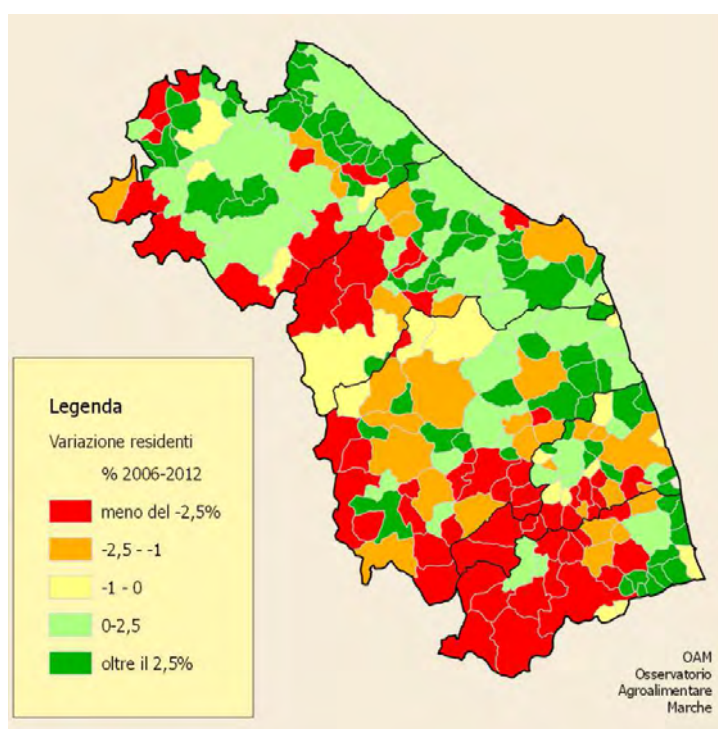 Legenda
Variazione residenti
% 2006-2012
meno del -2,5%
-2,5 - -1
-1 - 0
0-2,5
oltre il 2,5%
OAM
Osservatorio
Agroalimentare
Marche